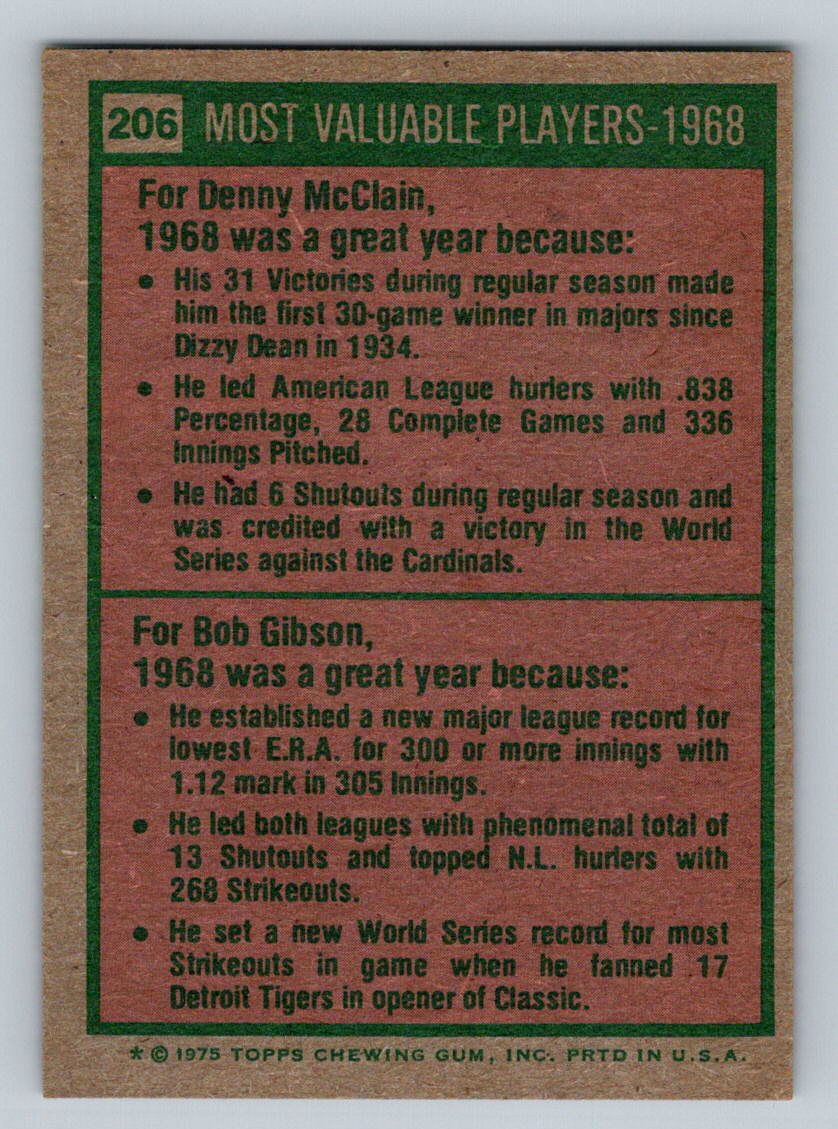 206 MOST VALUABLE PLAYERS-1968
For Denny McClain,
1968 was a great year because:
• His 31 Victories during regular season made
him the first 30-game winner in majors since
Dizzy Dean in 1934.
• He led American League hurlers with .838
Percentage, 28 Complete Games and 336
Innings Pitched.
• He had 6 Shutouts during regular season and
was credited with a victory in the World
Series against the Cardinals.
For Bob Gibson,
1968 was a great year because:
• He established a new major league record for
lowest E.R.A. for 300 or more innings with
1.12 mark in 305 Innings.
• He led both leagues with phenomenal total of
13 Shutouts and topped N.L. hurlers with
268 Strikeouts.
• He set a new World Series record for most
Strikeouts in game when he fanned 17
Detroit Tigers in opener of Classic.
* © 1975 TOPPS CHEWING GUM, INC. PRTD IN U.S.A.